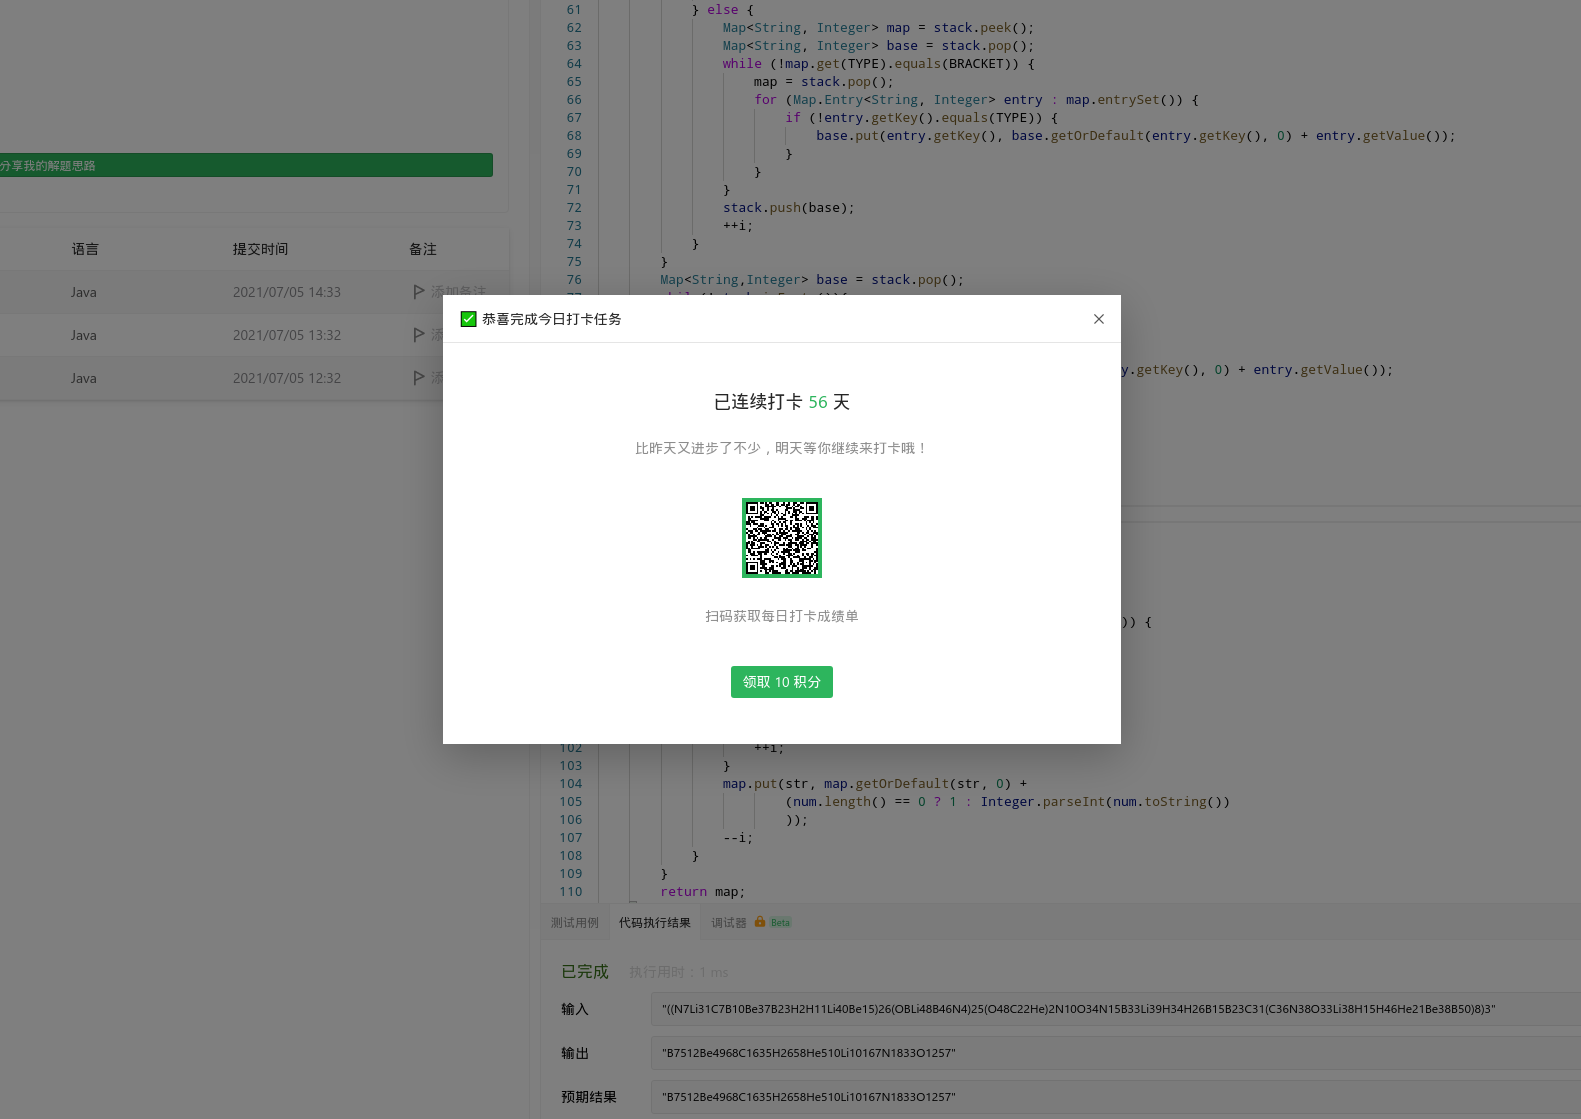 分享我的解题思路
语言 提交时间 备注
Java 2021/07/05 14:33 添加备注
Java 2021/07/05 13:32 添
Java 2021/07/05 12:32 添
61 } else {
62 Map<String, Integer> map = stack.peek();
63 Map<String, Integer> base = stack.pop();
64 while (!map.get(TYPE).equals(BRACKET)) {
65 map = stack.pop();
66 for (Map.Entry<String, Integer> entry : map.entrySet()) {
67 if (!entry.getKey().equals(TYPE)) {
68 base.put(entry.getKey(), base.getOrDefault(entry.getKey(), 0) + entry.getValue());
69 }
70 }
71 }
72 stack.push(base);
73 ++i;
74 }
75 }
76 Map<String,Integer> base = stack.pop();
y.getKey(), 0) + entry.getValue());
)) {
恭喜完成今日打卡任务
已连续打卡 56 天
比昨天又进步了不少，明天等你继续来打卡哦！
扫码获取每日打卡成绩单
领取 10 积分
102 ++i;
103 }
104 map.put(str, map.getOrDefault(str, 0) +
105 (num.length() == 0 ? 1 : Integer.parseInt(num.toString())
106 ));
107 --i;
108 }
109 }
110 return map;
测试用例 代码执行结果 调试器 Beta
已完成 执行用时：1 ms
输入 "((N7Li31C7B10Be37B23H2H11Li40Be15)26(OBLi48B46N4)25(O48C22He)2N10O34N15B33Li39H34H26B15B23C31(C36N38O33Li38H15H46He21Be38B50)8)3"
输出 "B7512Be4968C1635H2658He510Li10167N1833O1257"
预期结果 "B7512Be4968C1635H2658He510Li10167N1833O1257"